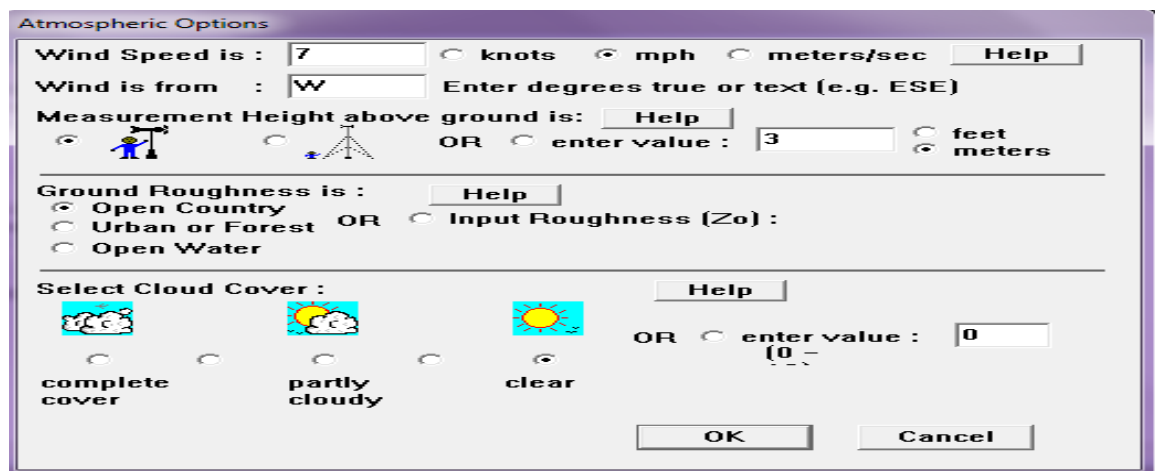 Atmospheric Options
Wind Speed is : 7 knots mph meters/sec Help
Wind is from : W Enter degrees true or text (e.g. ESE)
Measurement Height above ground is: Help
OR enter value : 3 feet
meters
Ground Roughness is : Help
Open Country
Urban or Forest OR Input Roughness (Zo) :
Open Water
Select Cloud Cover : Help
OR enter value : 0
(0 –
complete partly clear
cover cloudy
OK Cancel